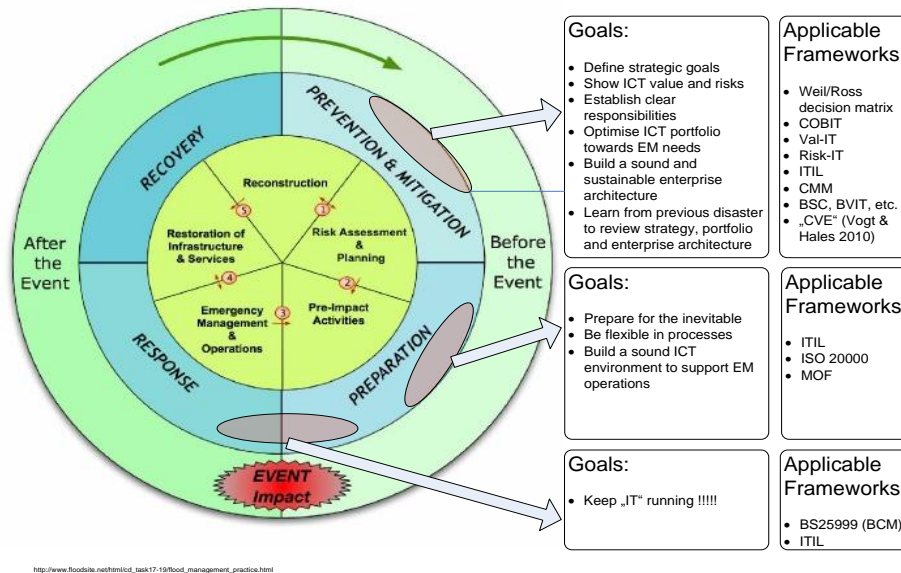 After
the
Event
Before
the
Event
RECOVERY
PREVENTION & MITIGATION
RESPONSE
PREPARATION
Reconstruction
5
1
Restoration of
Infrastructure
& Services
Risk Assessment
&
Planning
4
2
3
Emergency
Management
&
Operations
Pre-Impact
Activities
EVENT
Impact
Goals:
• Define strategic goals
• Show ICT value and risks
• Establish clear
responsibilities
• Optimise ICT portfolio
towards EM needs
• Build a sound and
sustainable enterprise
architecture
• Learn from previous disaster
to review strategy, portfolio
and enterprise architecture
Applicable
Frameworks
• Weil/Ross
decision matrix
• COBIT
• Val-IT
• Risk-IT
• ITIL
• CMM
• BSC, BVIT, etc.
• „CVE“ (Vogt &
Hales 2010)
Goals:
• Prepare for the inevitable
• Be flexible in processes
• Build a sound ICT
environment to support EM
operations
Applicable
Frameworks
• ITIL
• ISO 20000
• MOF
Goals:
• Keep „IT“ running !!!!!
Applicable
Frameworks
• BS25999 (BCM)
• ITIL
http://www.floodsite.net/html/cd_task17-19/flood_management_practice.html